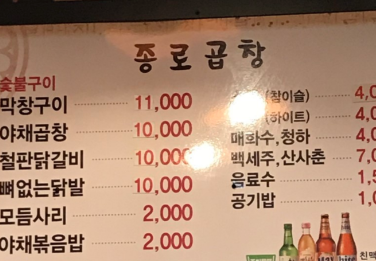 종로곱창
숯불구이
막창구이 11,000
야채곱창 10,000
철판닭갈비 10,000
뼈없는닭발 10,000
모듬사리 2,000
야채볶음밥 2,000
(참이슬) 4,0
(하이트) 4,0
매화수,청하 4,0
백세주,산사춘 7,0
음료수 1,5
공기밥 1,0